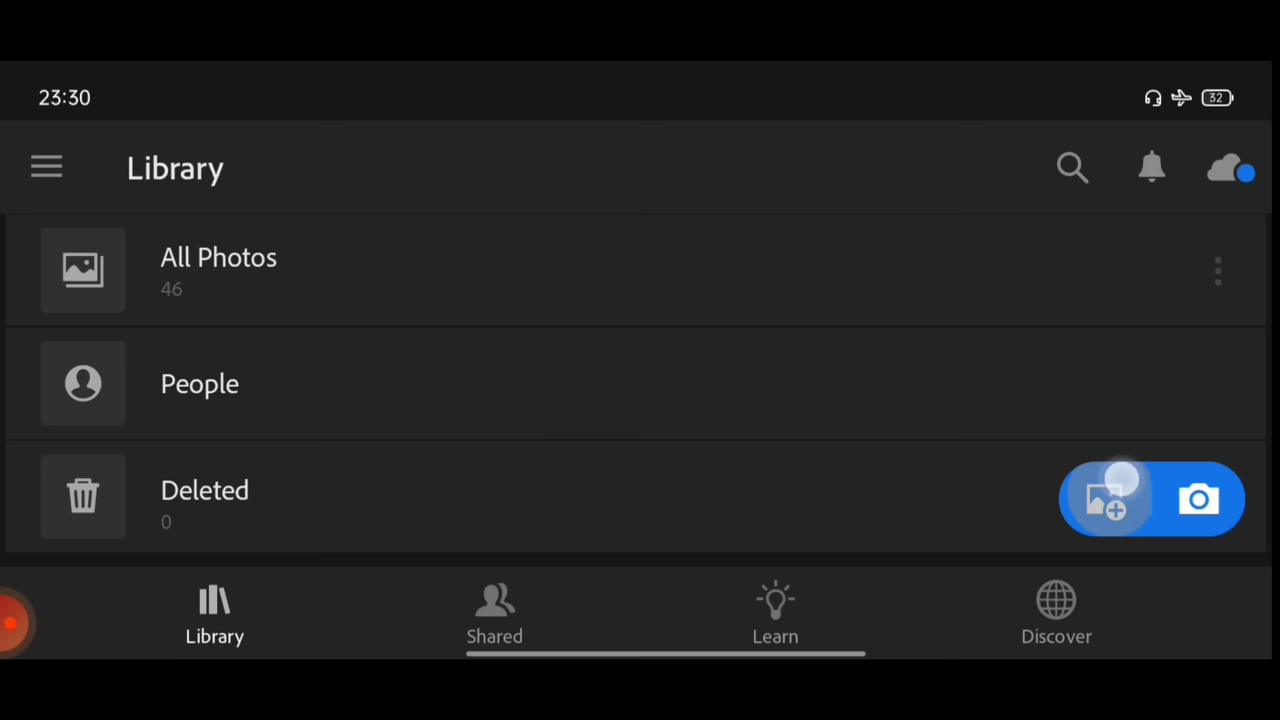 23:30
32
Library
All Photos
46
People
Deleted
0
Library
Shared
Learn
Discover